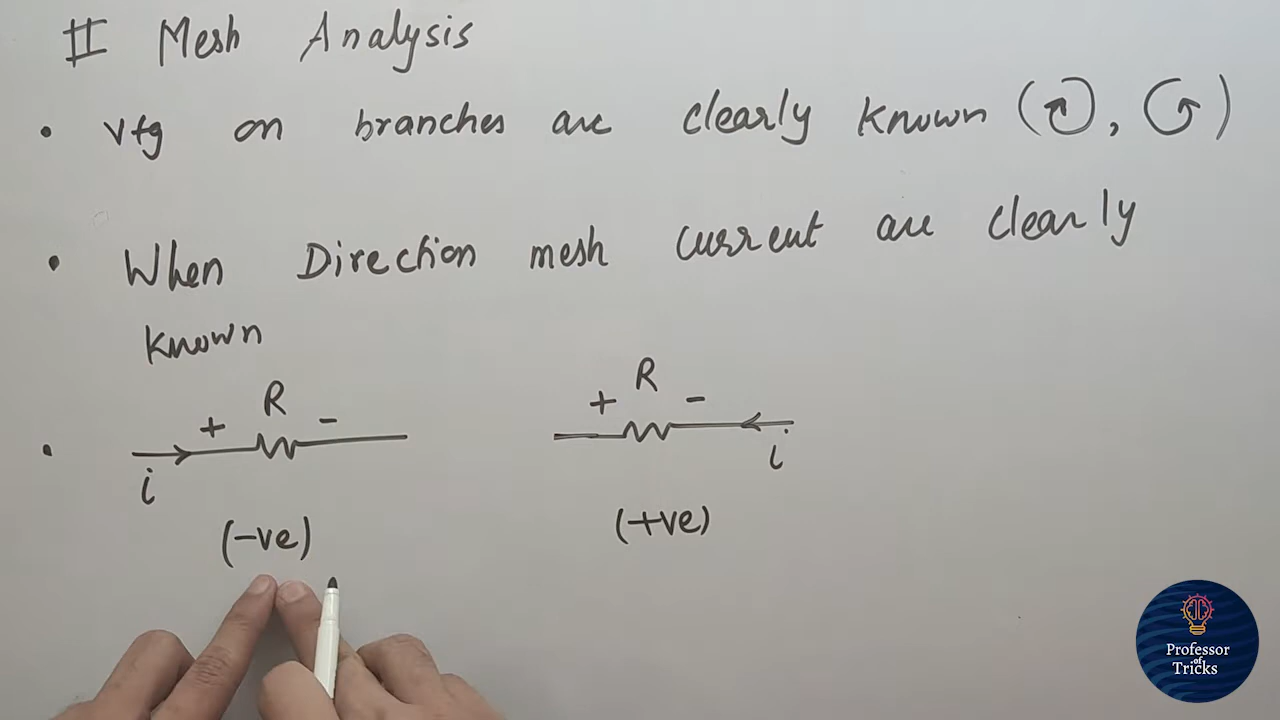 II Mesh Analysis
• Vtg on branches are clearly known ( , )
• When Direction mesh current are clearly
known
R R
• + - + -
i i
(-ve) (+ve)
Professor
of
Tricks